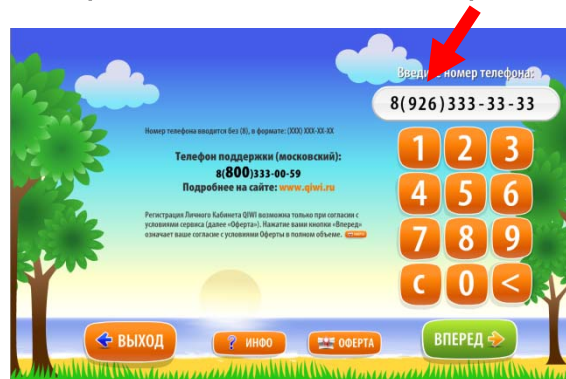 Введите номер телефона:
8(926)333-33-33
Номер телефона вводится без (8), в формате: (XXX) XXX-XX-XX
Телефон поддержки (московский):
8(800)333-00-59
Подробнее на сайте: www.qiwi.ru
Регистрация Личного Кабинета QIWI возможна только при согласии с
условиями сервиса (далее «Оферта»). Нажатие вами кнопки «Вперед»
означает ваше согласие с условиями Оферты в полном объеме.
1 2 3
4 5 6
7 8 9
С 0 <
ВЫХОД
? ИНФО
ОФЕРТА
ВПЕРЕД